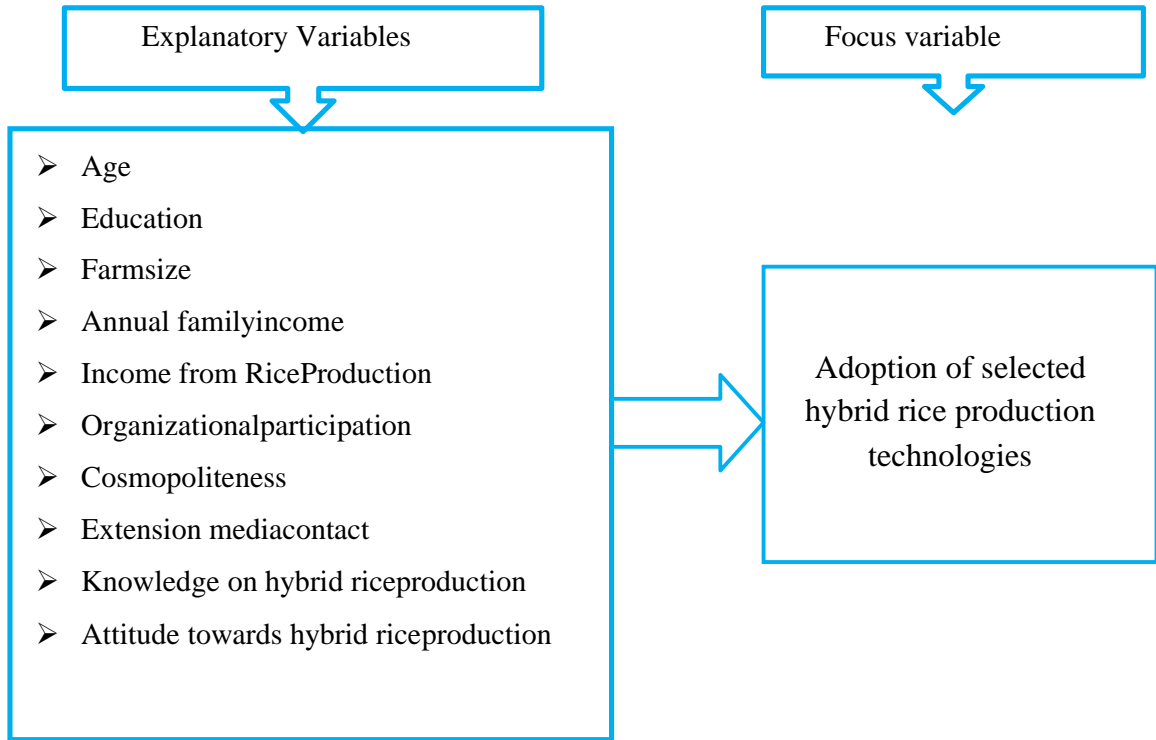 Explanatory Variables
Focus variable
➢ Age
➢ Education
➢ Farmsize
➢ Annual familyincome
➢ Income from RiceProduction
➢ Organizationalparticipation
➢ Cosmopoliteness
➢ Extension mediacontact
➢ Knowledge on hybrid riceproduction
➢ Attitude towards hybrid riceproduction
Adoption of selected
hybrid rice production
technologies